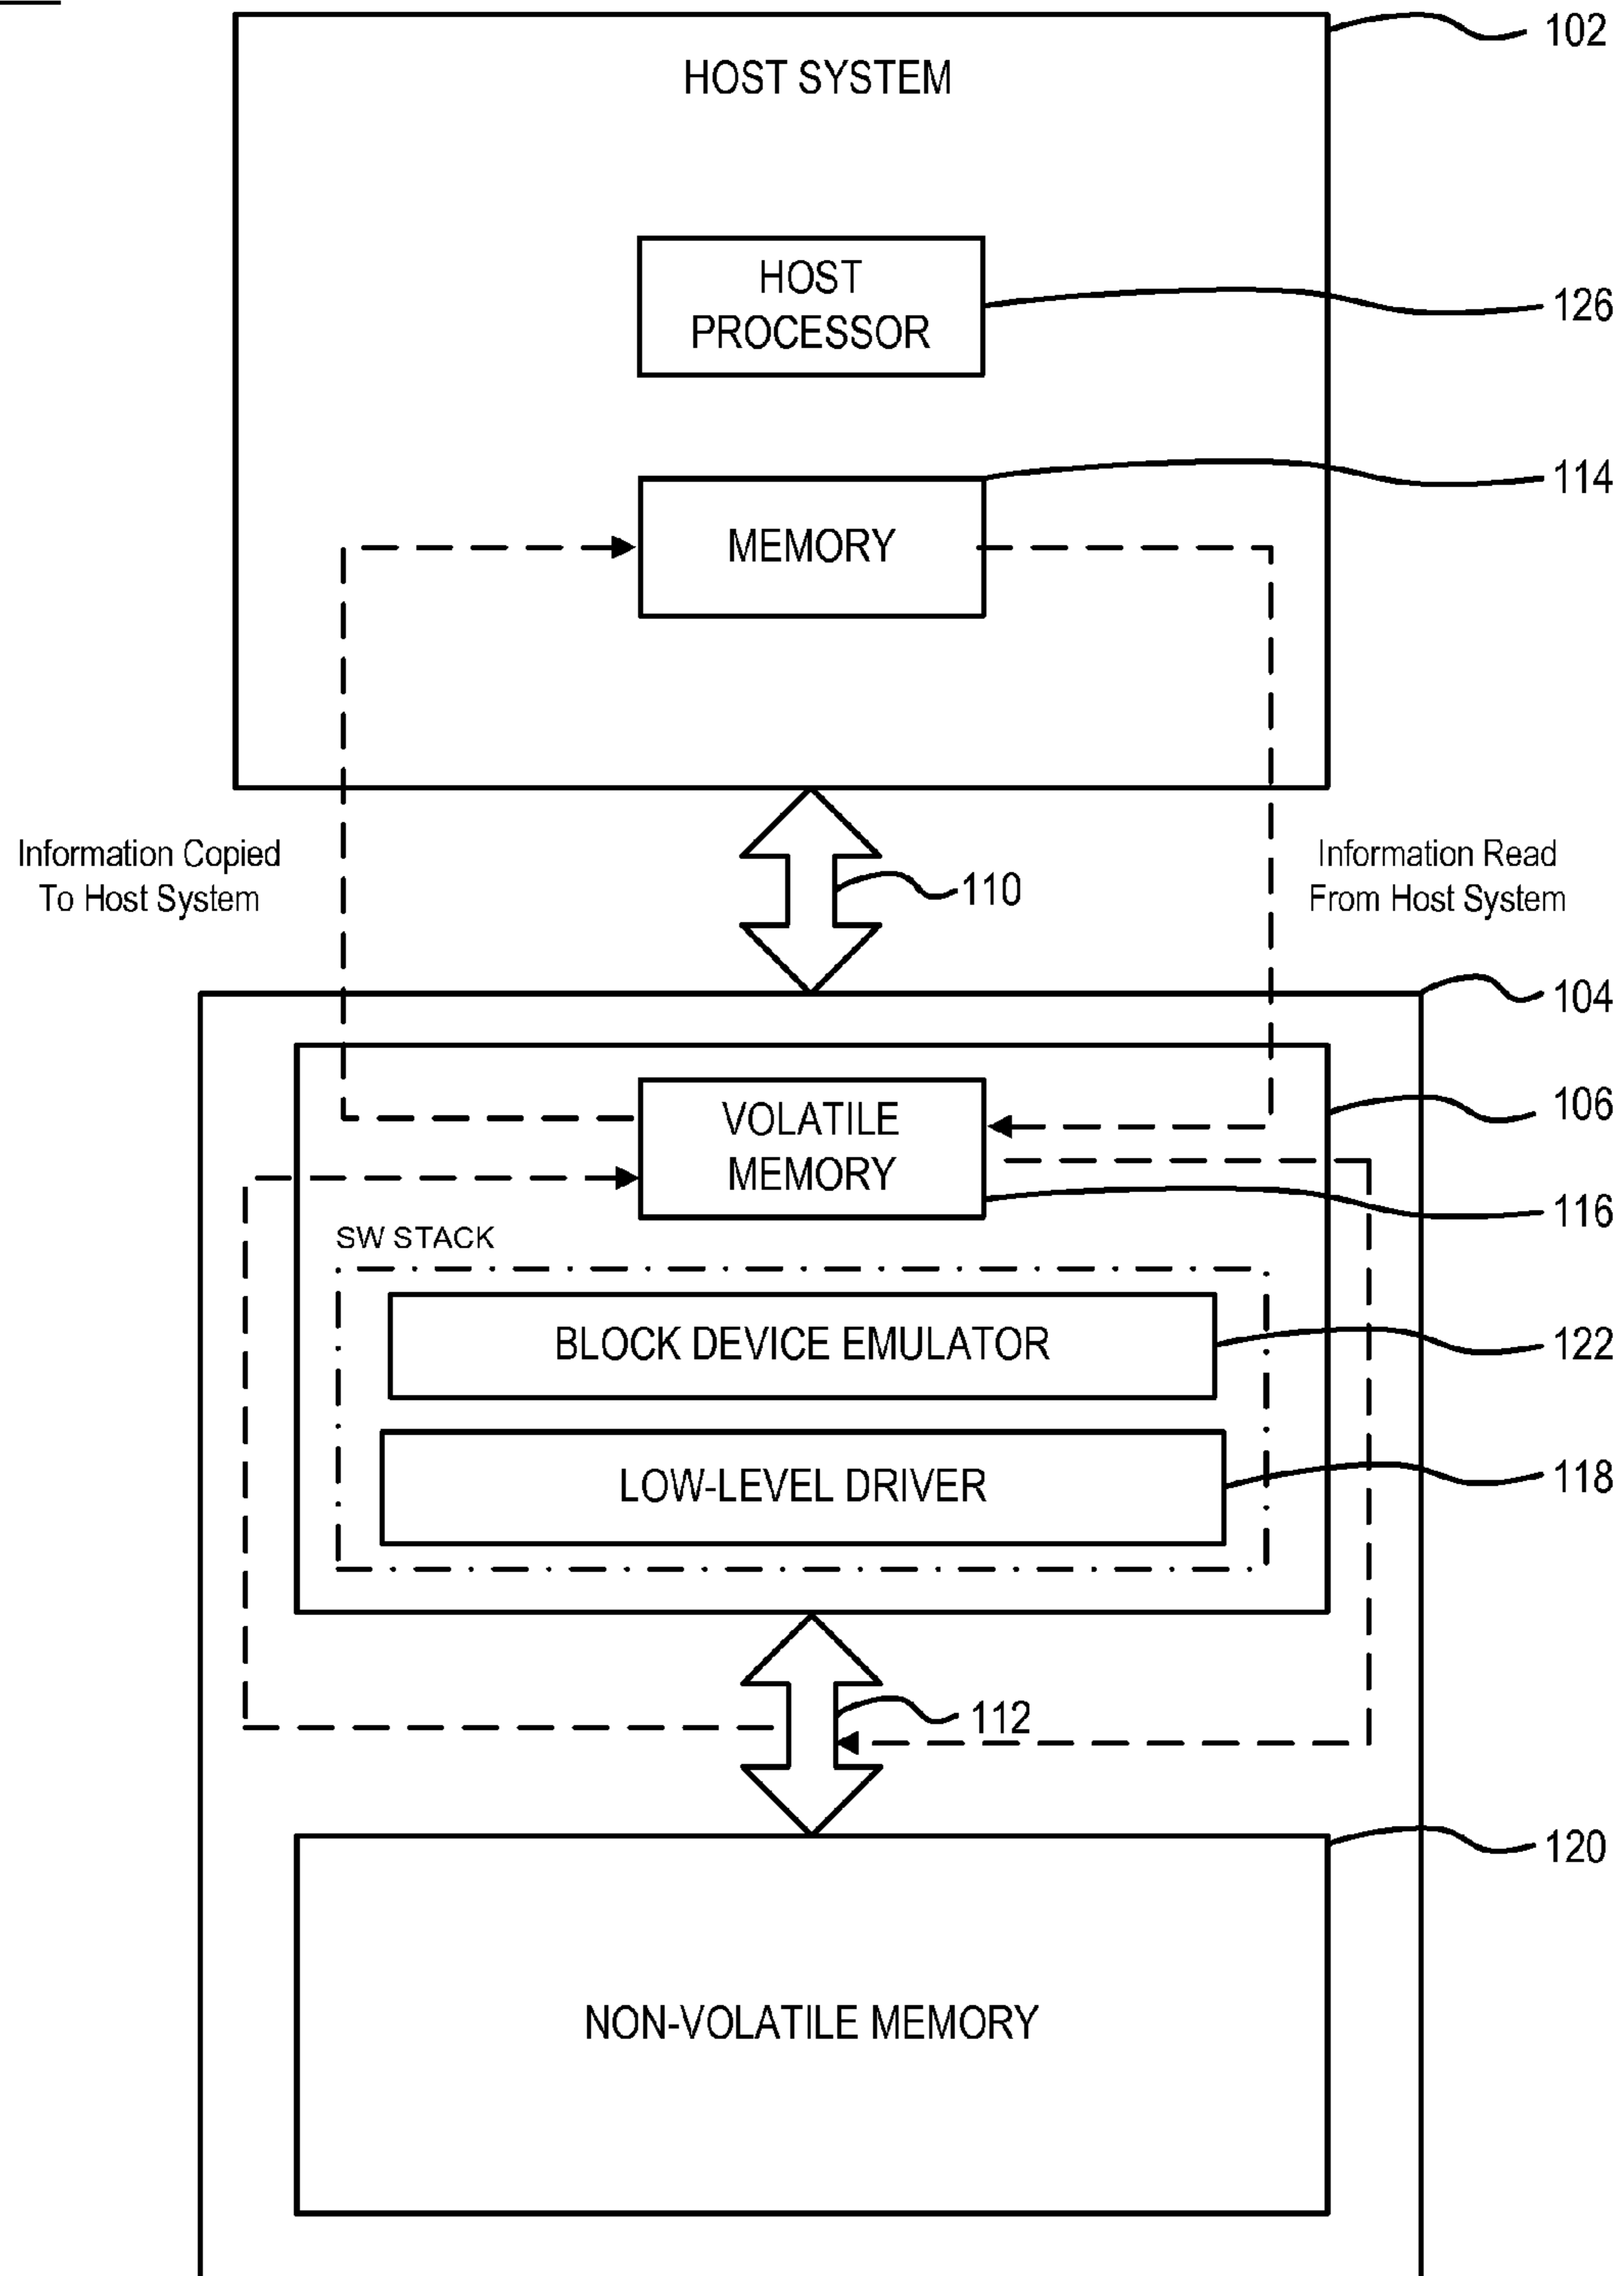 102
HOST SYSTEM
HOST
PROCESSOR
126
114
MEMORY
Information Copied
To Host System
110
Information Read
From Host System
104
VOLATILE
MEMORY
106
116
SW STACK
BLOCK DEVICE EMULATOR
122
LOW-LEVEL DRIVER
118
112
120
NON-VOLATILE MEMORY